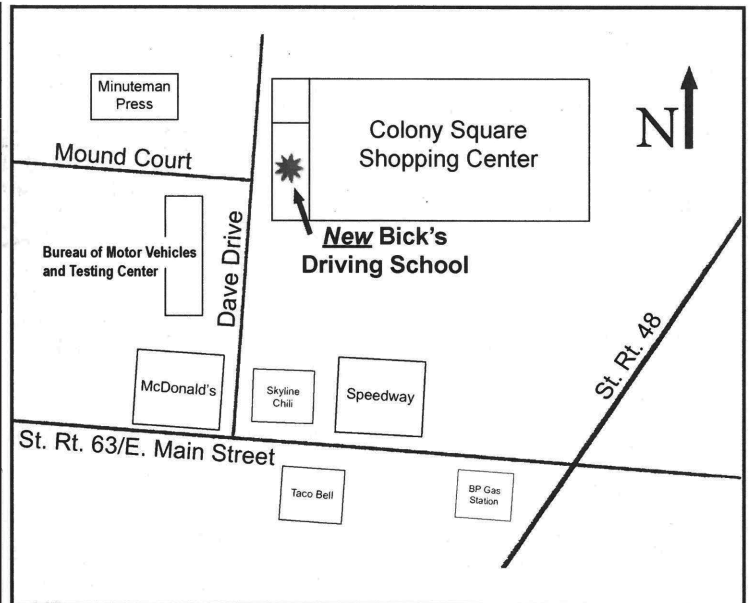 Minuteman
Press
Colony Square
Shopping Center
N
Mound Court
New Bick's
Driving School
Bureau of Motor Vehicles
and Testing Center
Dave Drive
St. Rt. 48
McDonald's
Skyline
Chili
Speedway
St. Rt. 63/E. Main Street
Taco Bell
BP Gas
Station